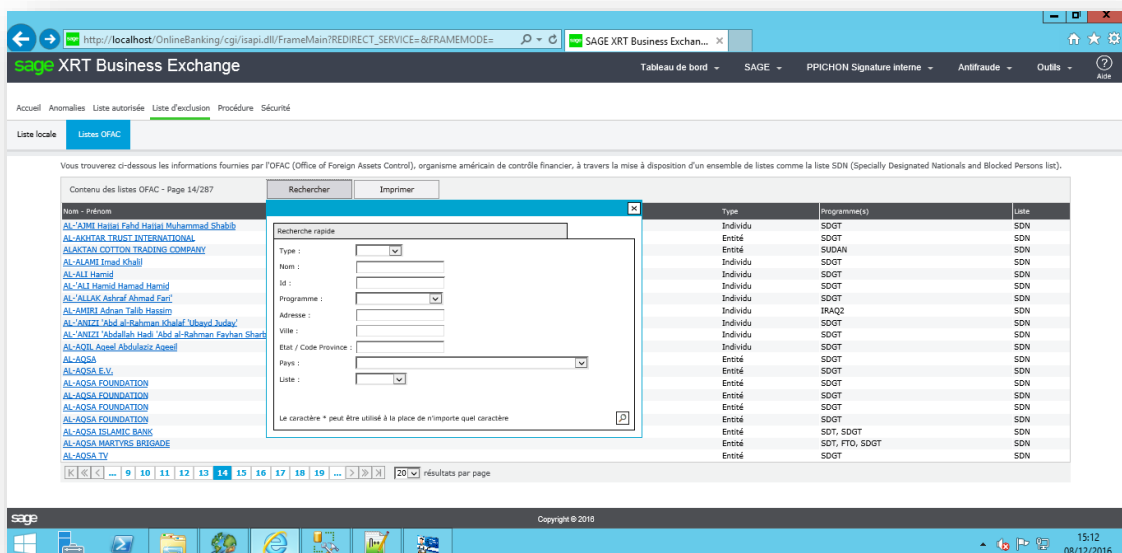 http://localhost/OnlineBanking/cgi/isapi.dll/FrameMain?REDIRECT_SERVICE=&FRAMEMODE=
SAGE XRT Business Exchan...
sage XRT Business Exchange
Tableau de bord SAGE PPICHON Signature interne Antifraude Outils Aide
Accueil Anomalies Liste autorisée Liste d'exclusion Procédure Sécurité
Liste locale Listes OFAC
Vous trouverez ci-dessous les informations fournies par l'OFAC (Office of Foreign Assets Control), organisme américain de contrôle financier, à travers la mise à disposition d'un ensemble de listes comme la liste SDN (Specially Designated Nationals and Blocked Persons list).
Contenu des listes OFAC - Page 14/287 Rechercher Imprimer
Nom - Prénom Type Programme(s) Liste
AL-'AJMI Hajjaj Fahd Hajjaj Muhammad Shabib Individu SDGT SDN
AL-AKHTAR TRUST INTERNATIONAL Entité SDGT SDN
ALAKTAN COTTON TRADING COMPANY Entité SUDAN SDN
AL-ALAMI Imad Khalil Individu SDGT SDN
AL-ALI Hamid Individu SDGT SDN
AL-'ALI Hamid Hamad Hamid Individu SDGT SDN
AL-'ALLAK Ashraf Ahmad Fari' Individu SDGT SDN
AL-AMIRI Adnan Talib Hassim Individu IRAQ2 SDN
AL-'ANIZI 'Abd al-Rahman Khalaf 'Ubayd Juday' Individu SDGT SDN
AL-'ANIZI 'Abdallah Hadi 'Abd al-Rahman Fayhan Sharb Individu SDGT SDN
AL-AQIL Aqeel Abdulaziz Aqeeil Individu SDGT SDN
AL-AQSA Entité SDGT SDN
AL-AQSA E.V. Entité SDGT SDN
AL-AQSA FOUNDATION Entité SDGT SDN
AL-AQSA FOUNDATION Entité SDGT SDN
AL-AQSA FOUNDATION Entité SDGT SDN
AL-AQSA FOUNDATION Entité SDGT SDN
AL-AQSA ISLAMIC BANK Entité SDT, SDGT SDN
AL-AQSA MARTYRS BRIGADE Entité SDT, FTO, SDGT SDN
AL-AQSA TV Entité SDGT SDN
Recherche rapide
Type :
Nom :
Id :
Programme :
Adresse :
Ville :
Etat / Code Province :
Pays :
Liste :
Le caractère * peut être utilisé à la place de n'importe quel caractère
... 9 10 11 12 13 14 15 16 17 18 19 ... 20 résultats par page
sage Copyright © 2016
15:12
08/12/2016